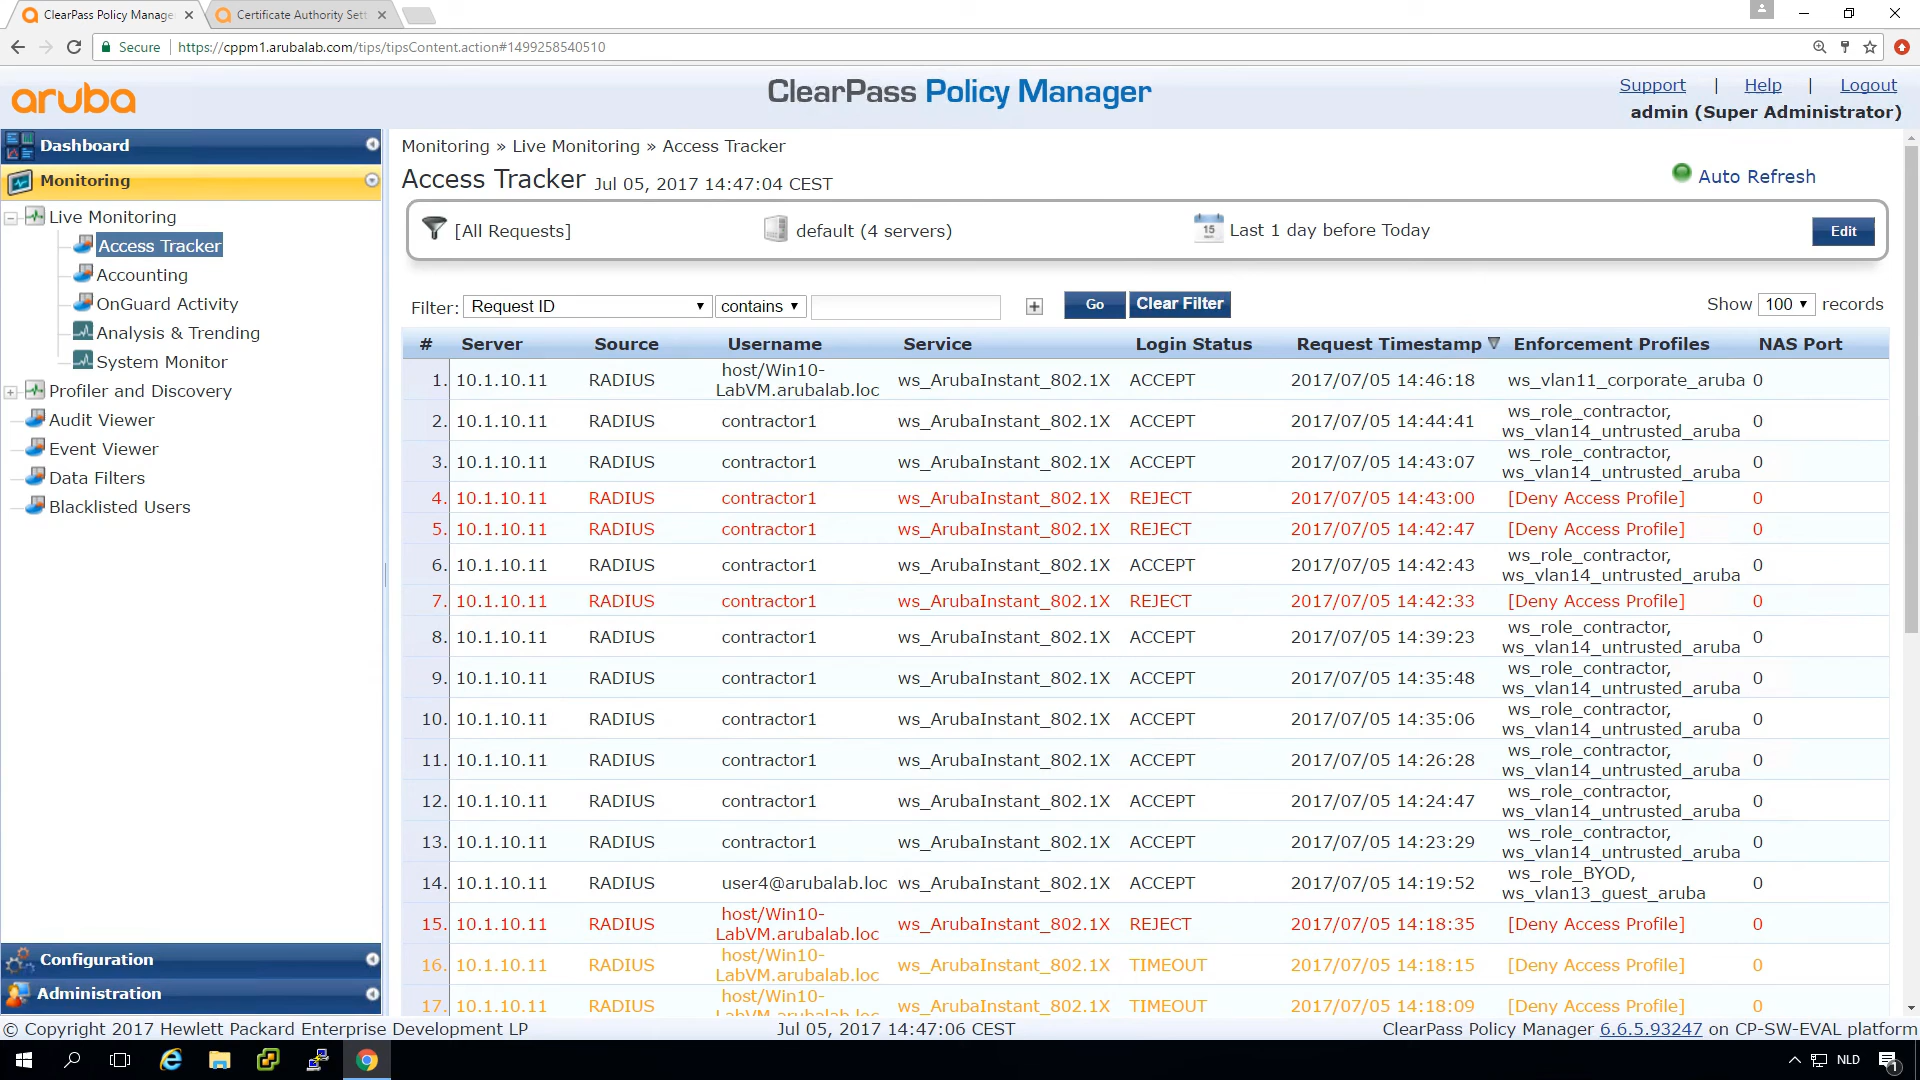 ClearPass Policy Manage
Certificate Authority Sett
Secure
https://cppm1.arubalab.com/tips/tipsContent.action#1499258540510
aruba
ClearPass Policy Manager
Support | Help | Logout
admin (Super Administrator)
Dashboard
Monitoring
Live Monitoring
Access Tracker
Accounting
OnGuard Activity
Analysis & Trending
System Monitor
Profiler and Discovery
Audit Viewer
Event Viewer
Data Filters
Blacklisted Users
Configuration
Administration
Monitoring » Live Monitoring » Access Tracker
Access Tracker Jul 05, 2017 14:47:04 CEST
Auto Refresh
[All Requests]
default (4 servers)
15
Last 1 day before Today
Edit
Filter: Request ID contains Go Clear Filter
Show 100 records
# Server Source Username Service Login Status Request Timestamp Enforcement Profiles NAS Port
1. 10.1.10.11 RADIUS host/Win10-LabVM.arubalab.loc ws_ArubaInstant_802.1X ACCEPT 2017/07/05 14:46:18 ws_vlan11_corporate_aruba 0
2. 10.1.10.11 RADIUS contractor1 ws_ArubaInstant_802.1X ACCEPT 2017/07/05 14:44:41 ws_role_contractor, ws_vlan14_untrusted_aruba 0
3. 10.1.10.11 RADIUS contractor1 ws_ArubaInstant_802.1X ACCEPT 2017/07/05 14:43:07 ws_role_contractor, ws_vlan14_untrusted_aruba 0
4. 10.1.10.11 RADIUS contractor1 ws_ArubaInstant_802.1X REJECT 2017/07/05 14:43:00 [Deny Access Profile] 0
5. 10.1.10.11 RADIUS contractor1 ws_ArubaInstant_802.1X REJECT 2017/07/05 14:42:47 [Deny Access Profile] 0
6. 10.1.10.11 RADIUS contractor1 ws_ArubaInstant_802.1X ACCEPT 2017/07/05 14:42:43 ws_role_contractor, ws_vlan14_untrusted_aruba 0
7. 10.1.10.11 RADIUS contractor1 ws_ArubaInstant_802.1X REJECT 2017/07/05 14:42:33 [Deny Access Profile] 0
8. 10.1.10.11 RADIUS contractor1 ws_ArubaInstant_802.1X ACCEPT 2017/07/05 14:39:23 ws_role_contractor, ws_vlan14_untrusted_aruba 0
9. 10.1.10.11 RADIUS contractor1 ws_ArubaInstant_802.1X ACCEPT 2017/07/05 14:35:48 ws_role_contractor, ws_vlan14_untrusted_aruba 0
10. 10.1.10.11 RADIUS contractor1 ws_ArubaInstant_802.1X ACCEPT 2017/07/05 14:35:06 ws_role_contractor, ws_vlan14_untrusted_aruba 0
11. 10.1.10.11 RADIUS contractor1 ws_ArubaInstant_802.1X ACCEPT 2017/07/05 14:26:28 ws_role_contractor, ws_vlan14_untrusted_aruba 0
12. 10.1.10.11 RADIUS contractor1 ws_ArubaInstant_802.1X ACCEPT 2017/07/05 14:24:47 ws_role_contractor, ws_vlan14_untrusted_aruba 0
13. 10.1.10.11 RADIUS contractor1 ws_ArubaInstant_802.1X ACCEPT 2017/07/05 14:23:29 ws_role_contractor, ws_vlan14_untrusted_aruba 0
14. 10.1.10.11 RADIUS user4@arubalab.loc ws_ArubaInstant_802.1X ACCEPT 2017/07/05 14:19:52 ws_role_BYOD, ws_vlan13_guest_aruba 0
15. 10.1.10.11 RADIUS host/Win10-LabVM.arubalab.loc ws_ArubaInstant_802.1X REJECT 2017/07/05 14:18:35 [Deny Access Profile] 0
16. 10.1.10.11 RADIUS host/Win10-LabVM.arubalab.loc ws_ArubaInstant_802.1X TIMEOUT 2017/07/05 14:18:15 [Deny Access Profile] 0
17. 10.1.10.11 RADIUS host/Win10-LabVM.arubalab.loc ws_ArubaInstant_802.1X TIMEOUT 2017/07/05 14:18:09 [Deny Access Profile] 0
© Copyright 2017 Hewlett Packard Enterprise Development LP
Jul 05, 2017 14:47:06 CEST
ClearPass Policy Manager 6.6.5.93247 on CP-SW-EVAL platform
NLD
1